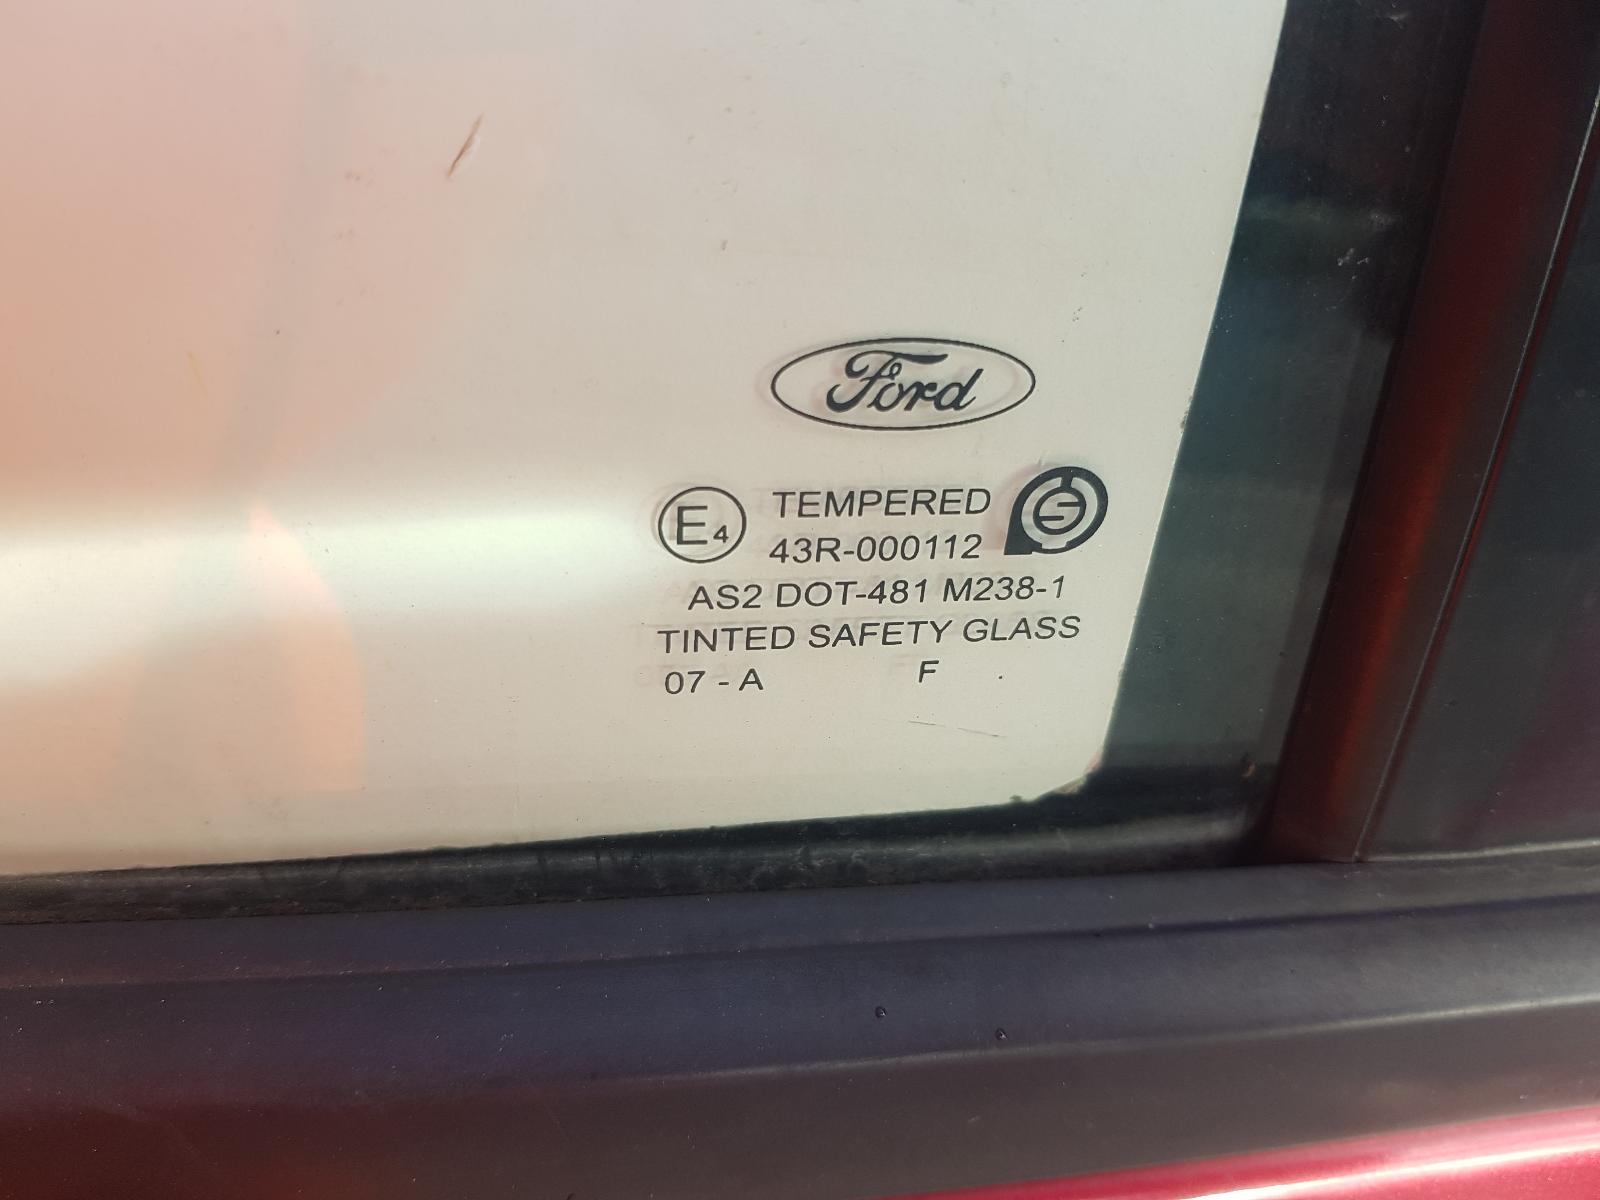 Ford
E4 TEMPERED
43R-000112
AS2 DOT-481 M238-1
TINTED SAFETY GLASS
07 - A F .